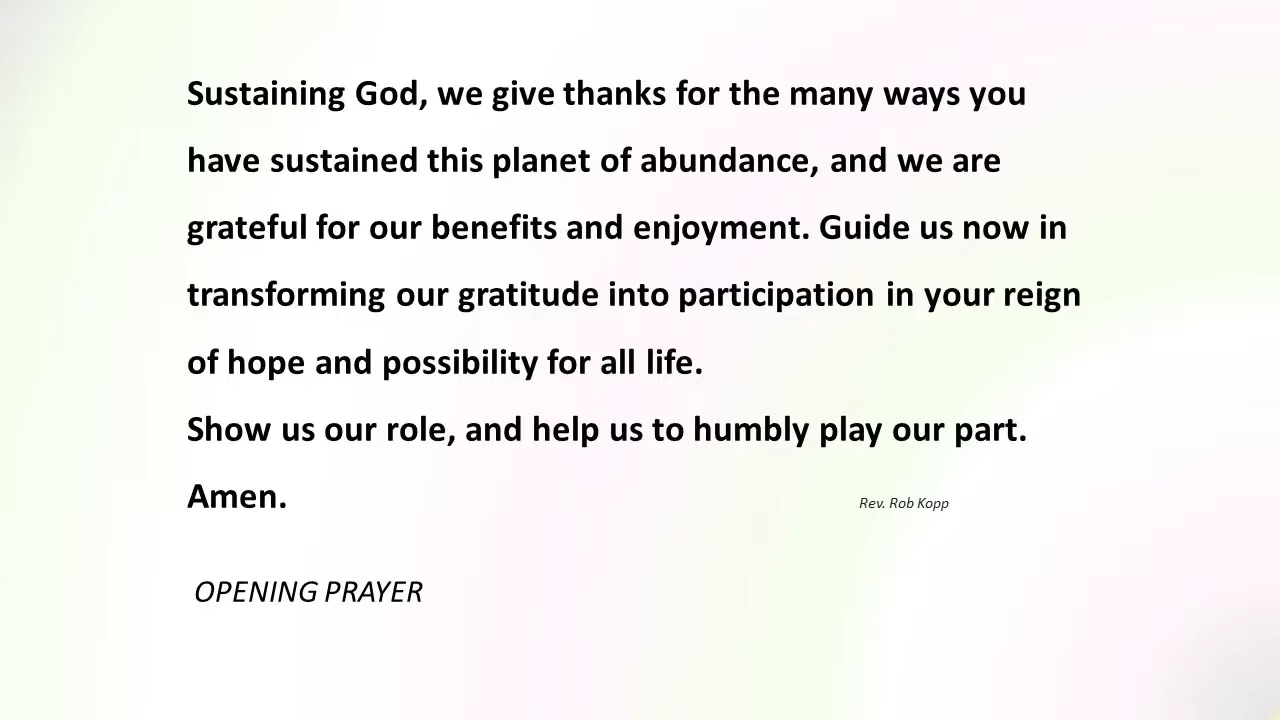 Sustaining God, we give thanks for the many ways you
have sustained this planet of abundance, and we are
grateful for our benefits and enjoyment. Guide us now in
transforming our gratitude into participation in your reign
of hope and possibility for all life.
Show us our role, and help us to humbly play our part.
Amen.
Rev. Rob Kopp
OPENING PRAYER